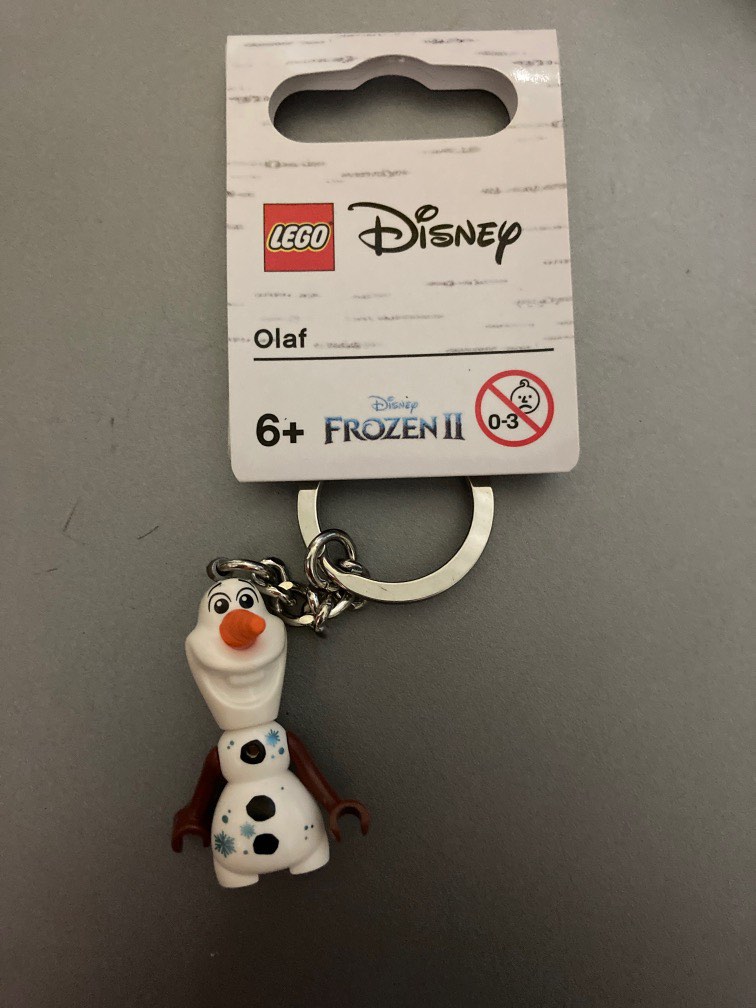 LEGO Disney
Olaf
Disney
6+ FROZEN II 0-3